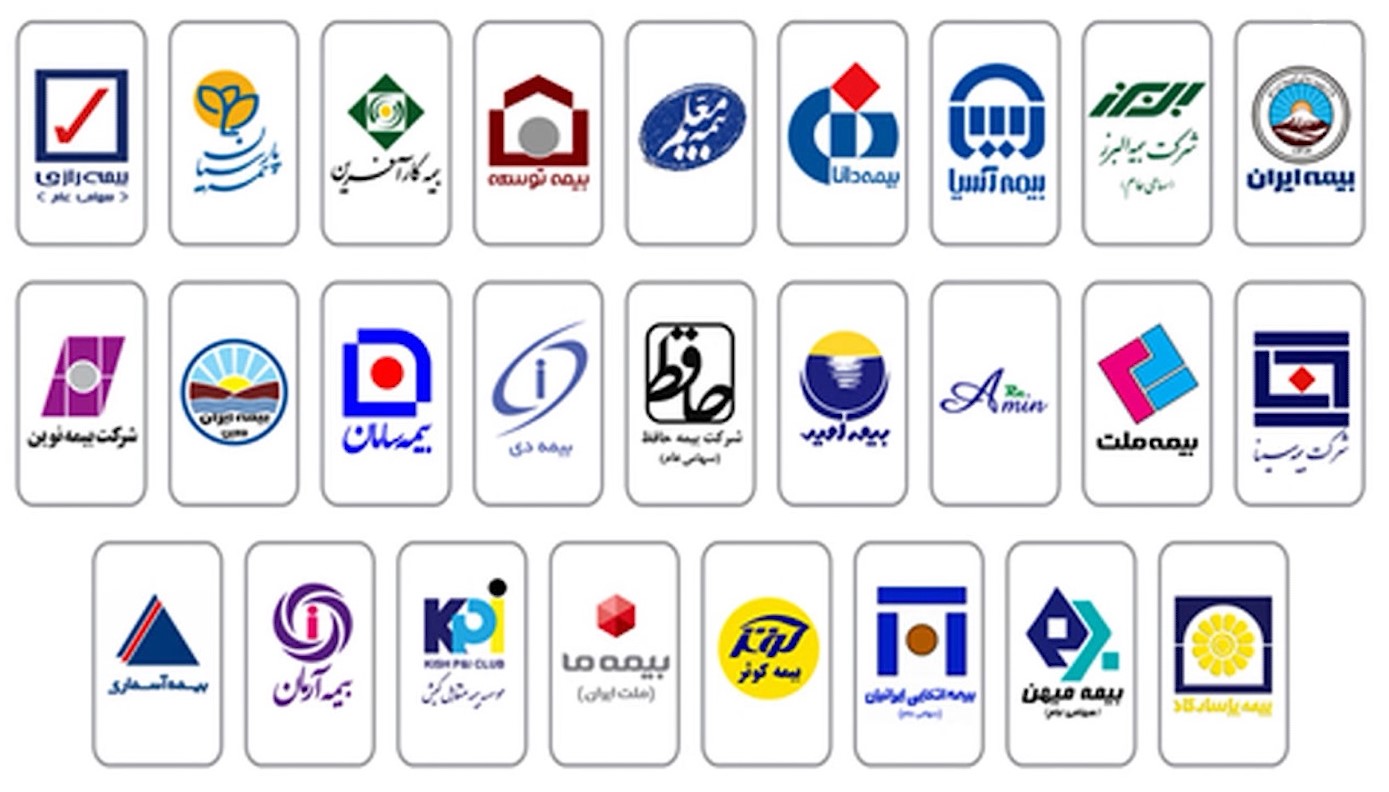 بیمه ایران
البرز
شرکت بیمه البرز
(سهامی عام)
بیمه آسیا
بیمه دانا
بیمه معلم
بیمه توسعه
بیمه کارآفرین
بیمه پارسیان
بیمه رازی
< سهامی عام >
شرکت بیمه سینا
بیمه ملت
Amin Re.
بیمه امید
حافظ
شرکت بیمه حافظ
(سهامی عام)
بیمه دی
بیمه سامان
بیمه ایران
معین
شرکت بیمه نوین
بیمه پاسارگاد
بیمه میهن
(سهامی عام)
بیمه اتکایی ایرانیان
(سهامی عام)
کوثر
بیمه کوثر
بیمه ما
(ملت ایران)
KPI
KISH P&I CLUB
موسسه بیمه متقابل کیش
بیمه آرمان
بیمه آسماری